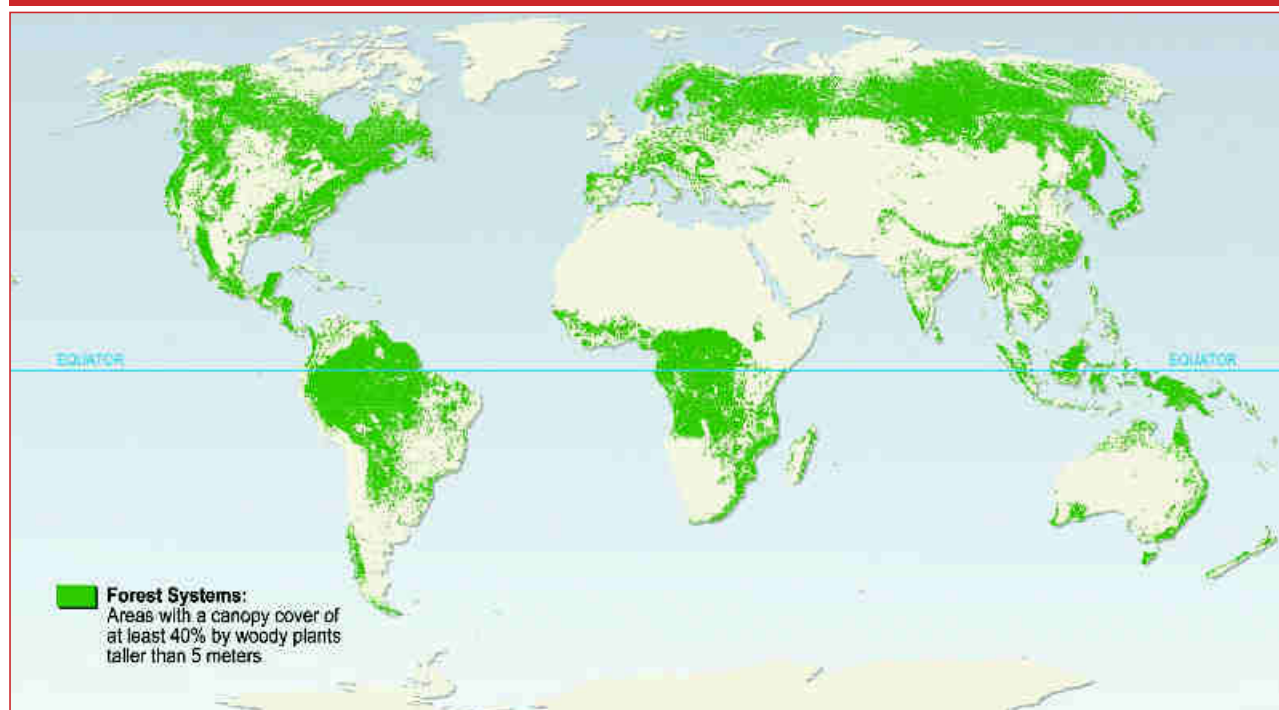 EQUATOR
EQUATOR
Forest Systems:
Areas with a canopy cover of
at least 40% by woody plants
taller than 5 meters